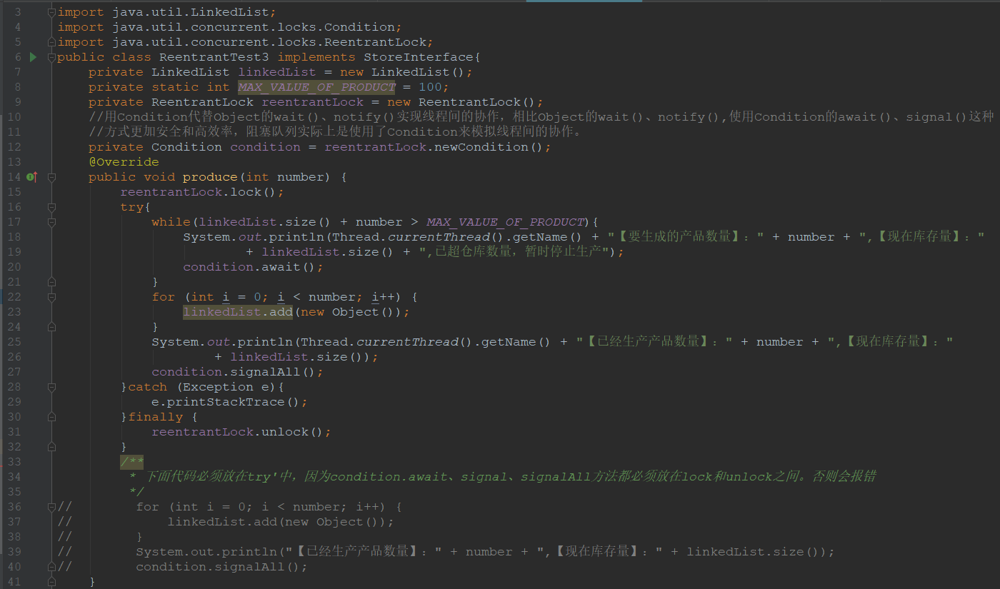 3 import java.util.LinkedList;
4 import java.util.concurrent.locks.Condition;
5 import java.util.concurrent.locks.ReentrantLock;
6 public class ReentrantTest3 implements StoreInterface{
7     private LinkedList linkedList = new LinkedList();
8     private static int MAX_VALUE_OF_PRODUCT = 100;
9     private ReentrantLock reentrantLock = new ReentrantLock();
10     //用Condition代替Object的wait()、notify()实现线程间的协作，相比Object的wait()、notify(),使用Condition的await()、signal()这种
11     //方式更加安全和高效率，阻塞队列实际上是使用了Condition来模拟线程间的协作。
12     private Condition condition = reentrantLock.newCondition();
13     @Override
14     public void produce(int number) {
15         reentrantLock.lock();
16         try{
17             while(linkedList.size() + number > MAX_VALUE_OF_PRODUCT){
18                 System.out.println(Thread.currentThread().getName() + "【要生成的产品数量】：" + number + ",【现在库存量】："
19                         + linkedList.size() + ",已超仓库数量，暂时停止生产");
20                 condition.await();
21             }
22             for (int i = 0; i < number; i++) {
23                 linkedList.add(new Object());
24             }
25             System.out.println(Thread.currentThread().getName() + "【已经生产产品数量】：" + number + ",【现在库存量】："
26                     + linkedList.size());
27             condition.signalAll();
28         }catch (Exception e){
29             e.printStackTrace();
30         }finally {
31             reentrantLock.unlock();
32         }
33         /**
34          * 下面代码必须放在try'中，因为condition.await、signal、signalAll方法都必须放在lock和unlock之间。否则会报错
35          */
36 //        for (int i = 0; i < number; i++) {
37 //            linkedList.add(new Object());
38 //        }
39 //        System.out.println("【已经生产产品数量】：" + number + ",【现在库存量】：" + linkedList.size());
40 //        condition.signalAll();
41     }